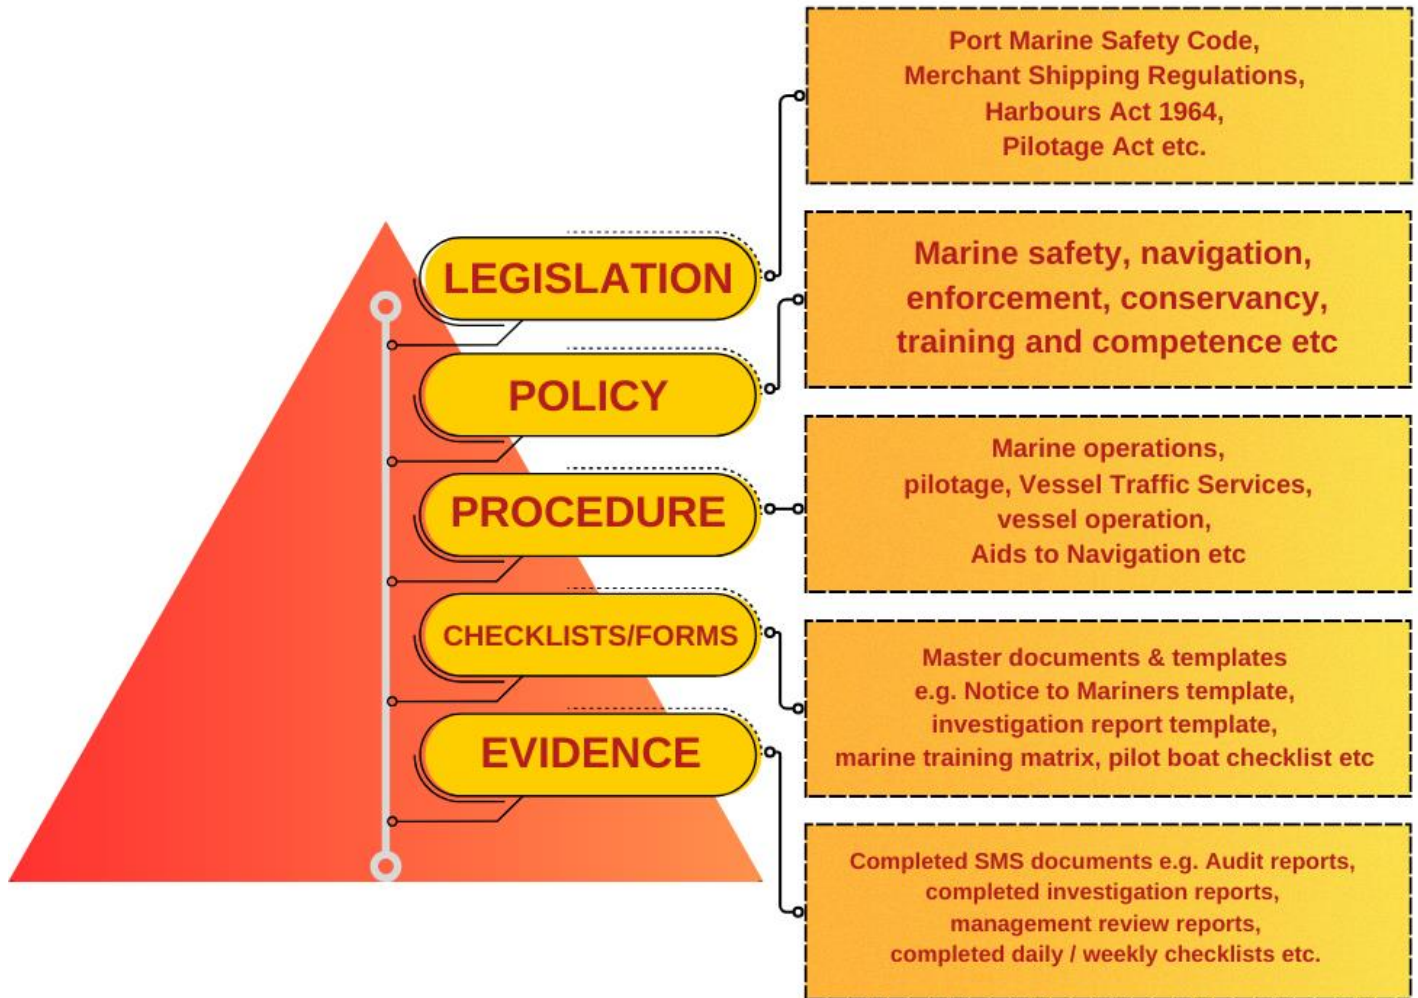 Port Marine Safety Code,
Merchant Shipping Regulations,
Harbours Act 1964,
Pilotage Act etc.
LEGISLATION
Marine safety, navigation,
enforcement, conservancy,
training and competence etc
POLICY
Marine operations,
pilotage, Vessel Traffic Services,
vessel operation,
Aids to Navigation etc
PROCEDURE
Master documents & templates
e.g. Notice to Mariners template,
investigation report template,
marine training matrix, pilot boat checklist etc
CHECKLISTS/FORMS
Completed SMS documents e.g. Audit reports,
completed investigation reports,
management review reports,
completed daily / weekly checklists etc.
EVIDENCE